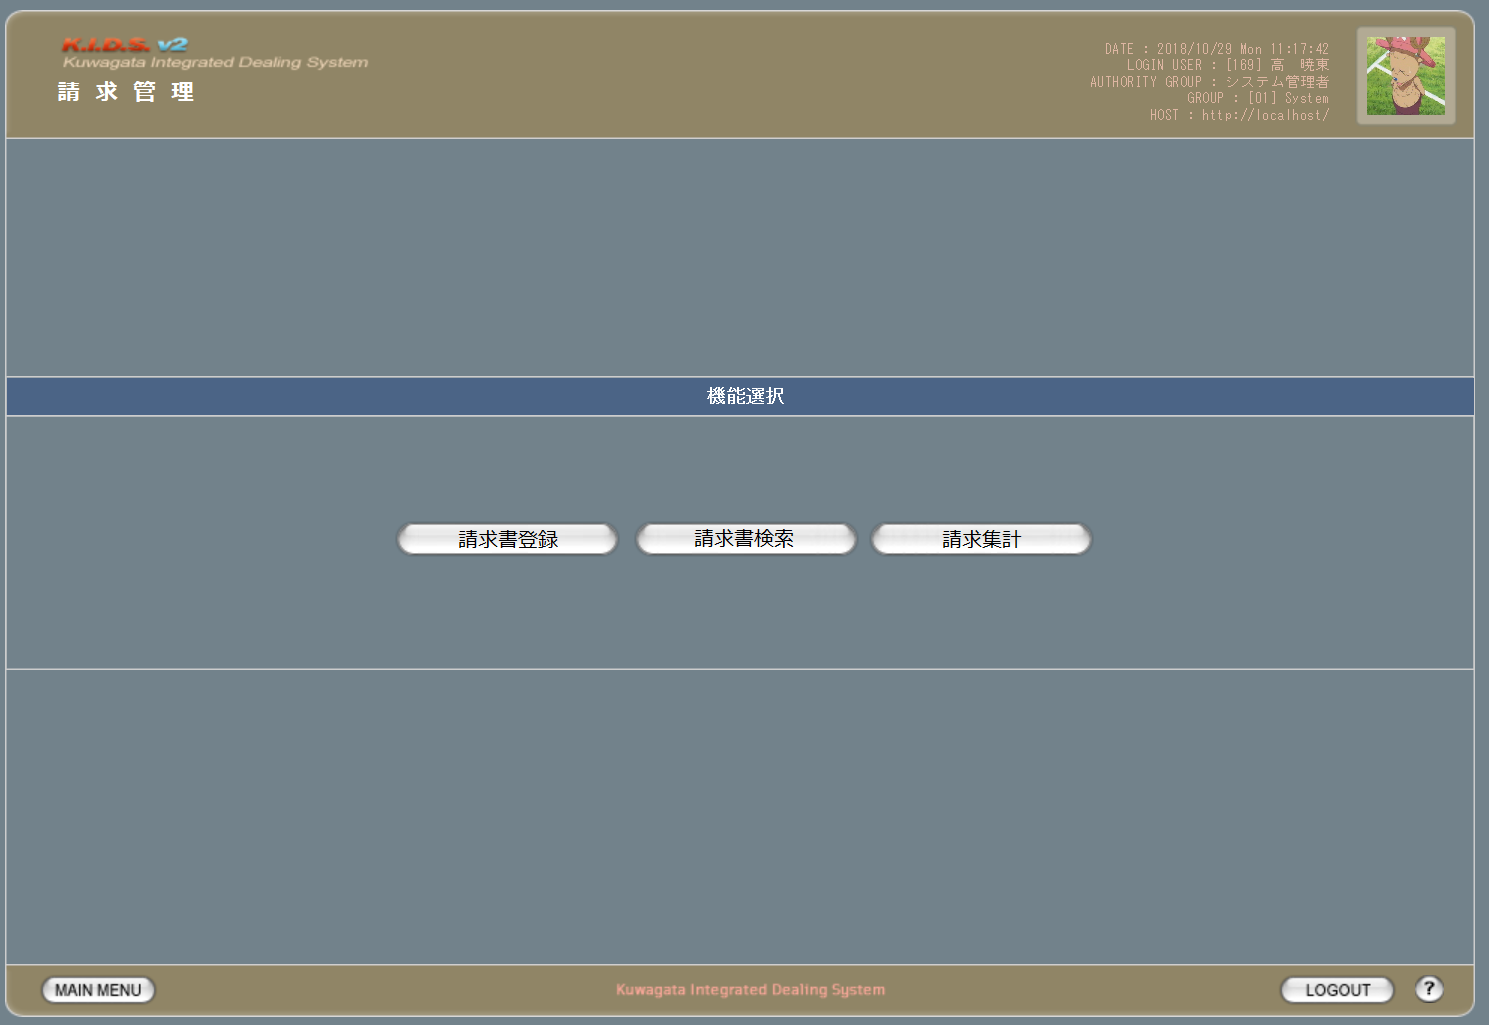 K.I.D.S. v2
Kuwagata Integrated Dealing System
請求管理
DATE : 2018/10/29 Mon 11:17:42
LOGIN USER : [169] 高　暁東
AUTHORITY GROUP : システム管理者
GROUP : [01] System
HOST : http://localhost/
機能選択
請求書登録
請求書検索
請求集計
MAIN MENU
Kuwagata Integrated Dealing System
LOGOUT
?